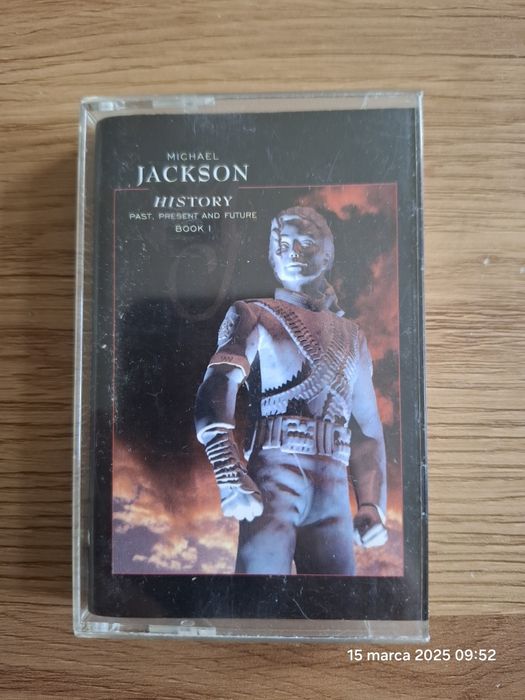 MICHAEL
JACKSON
HISTORY
PAST, PRESENT AND FUTURE
BOOK I
15 marca 2025 09:52